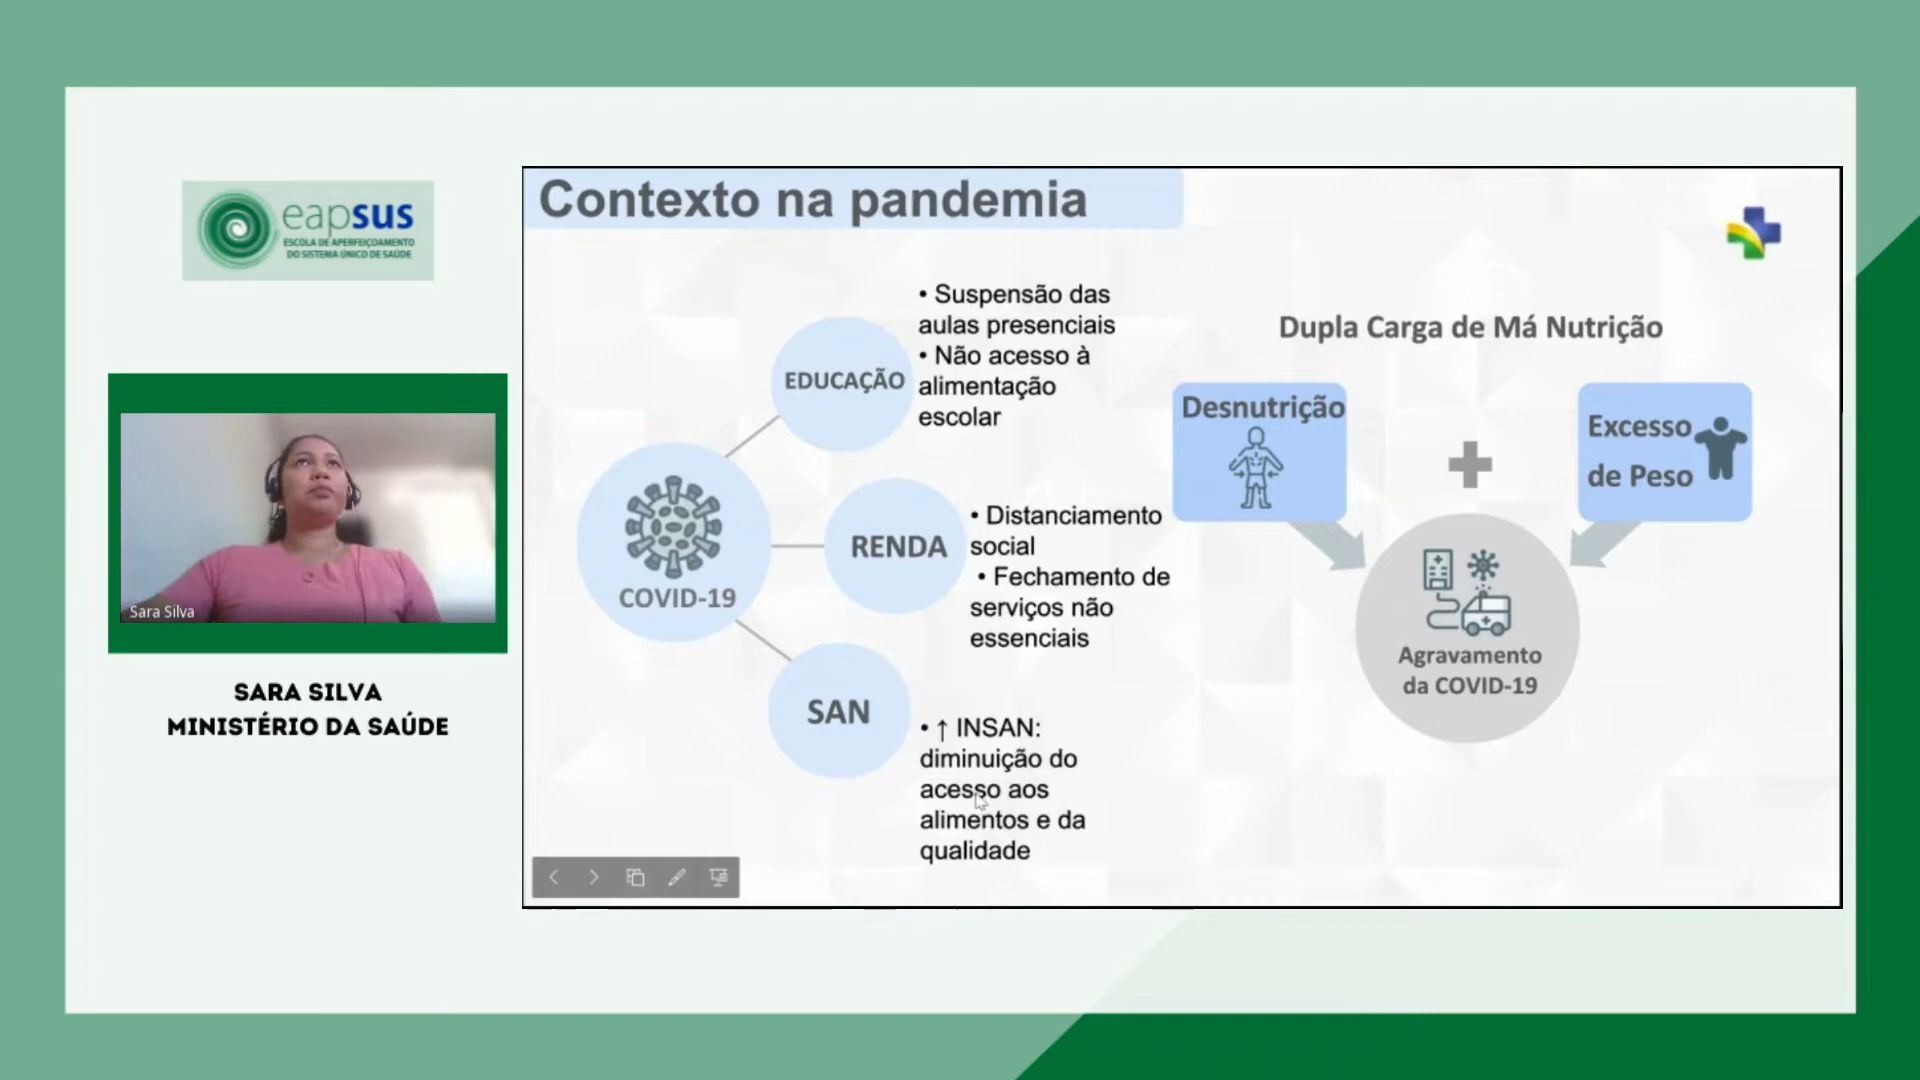 eapsus
ESCOLA DE APERFEIÇOAMENTO
DO SISTEMA ÚNICO DE SAÚDE
Sara Silva
SARA SILVA
MINISTÉRIO DA SAÚDE
Contexto na pandemia
EDUCAÇÃO
• Suspensão das
aulas presenciais
• Não acesso à
alimentação
escolar
COVID-19
RENDA
• Distanciamento
social
• Fechamento de
serviços não
essenciais
SAN
• ↑ INSAN:
diminuição do
acesso aos
alimentos e da
qualidade
Dupla Carga de Má Nutrição
Desnutrição
Excesso
de Peso
Agravamento
da COVID-19